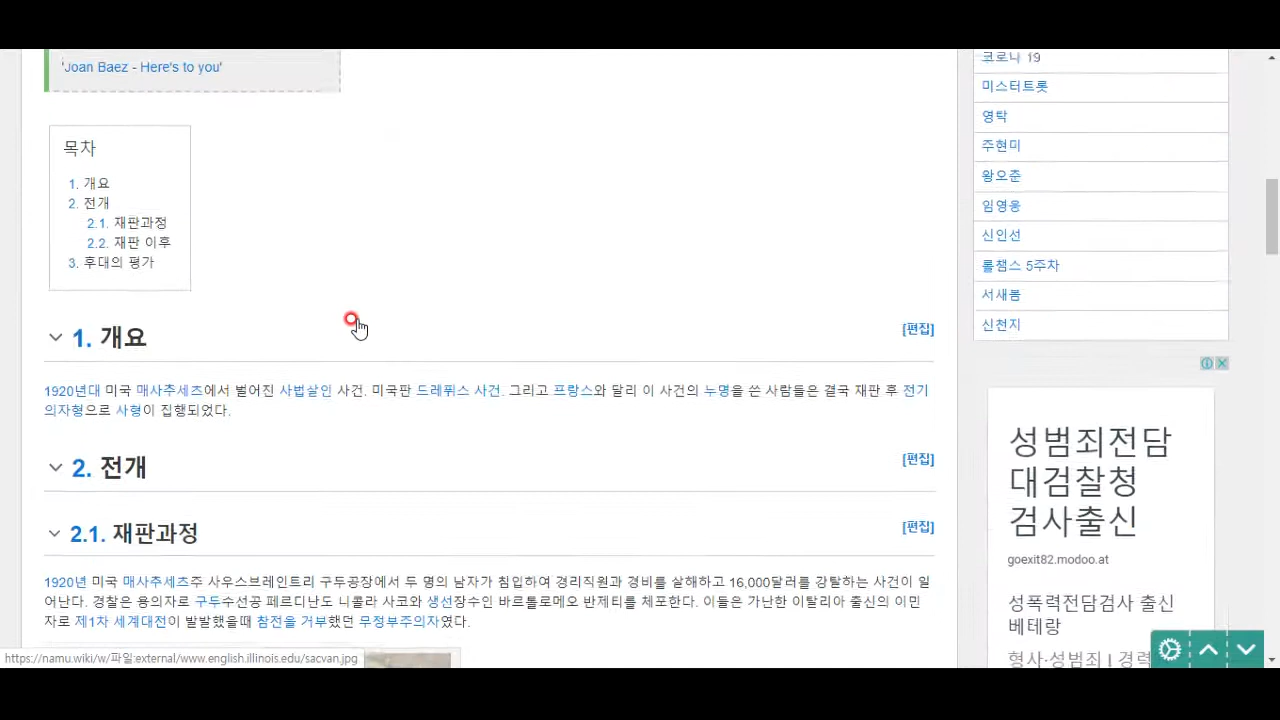 'Joan Baez - Here's to you'
목차
1. 개요
2. 전개
2.1. 재판과정
2.2. 재판 이후
3. 후대의 평가
1. 개요
[편집]
1920년대 미국 매사추세츠에서 벌어진 사법살인 사건. 미국판 드레퓌스 사건. 그리고 프랑스와 달리 이 사건의 누명을 쓴 사람들은 결국 재판 후 전기
의자형으로 사형이 집행되었다.
2. 전개
[편집]
2.1. 재판과정
[편집]
1920년 미국 매사추세츠주 사우스브레인트리 구두공장에서 두 명의 남자가 침입하여 경리직원과 경비를 살해하고 16,000달러를 강탈하는 사건이 일
어난다. 경찰은 용의자로 구두수선공 페르디난도 니콜라 사코와 생선장수인 바르톨로메오 반제티를 체포한다. 이들은 가난한 이탈리아 출신의 이민
자로 제1차 세계대전이 발발했을때 참전을 거부했던 무정부주의자였다.
https://namu.wiki/w/파일:external/www.english.illinois.edu/sacvan.jpg
코로나 19
미스터트롯
영탁
주현미
왕오춘
임영웅
신인선
롤챔스 5주차
서새봄
신천지
성범죄전담
대검찰청
검사출신
goexit82.modoo.at
성폭력전담검사 출신
베테랑
형사·성범죄 | 경력